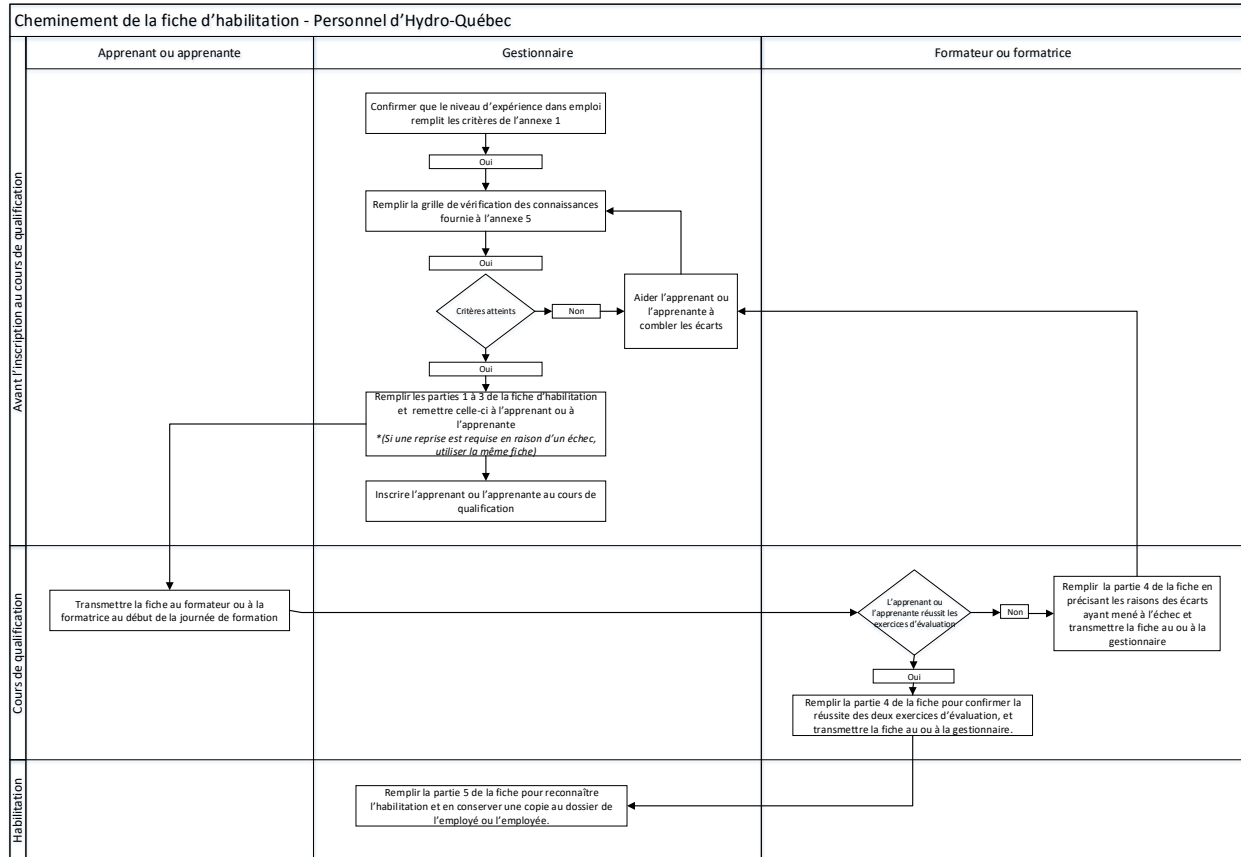 Cheminement de la fiche d’habilitation - Personnel d’Hydro-Québec
Apprenant ou apprenante
Gestionnaire
Formateur ou formatrice
Avant l’inscription au cours de qualification
Confirmer que le niveau d’expérience dans emploi
remplit les critères de l’annexe 1
Oui
Remplir la grille de vérification des connaissances
fournie à l’annexe 5
Oui
Critères atteints
Non
Aider l’apprenant ou
l’apprenante à
combler les écarts
Oui
Remplir les parties 1 à 3 de la fiche d’habilitation
et remettre celle-ci à l’apprenant ou à
l’apprenante
*(Si une reprise est requise en raison d’un échec,
utiliser la même fiche)
Inscrire l’apprenant ou l’apprenante au cours de
qualification
Cours de qualification
Transmettre la fiche au formateur ou à la
formatrice au début de la journée de formation
L’apprenant ou
l’apprenante réussit les
exercices d’évaluation
Non
Remplir la partie 4 de la fiche en
précisant les raisons des écarts
ayant mené à l’échec et
transmettre la fiche au ou à la
gestionnaire
Oui
Remplir la partie 4 de la fiche pour confirmer la
réussite des deux exercices d’évaluation, et
transmettre la fiche au ou à la gestionnaire.
Habilitation
Remplir la partie 5 de la fiche pour reconnaître
l’habilitation et en conserver une copie au dossier de
l’employé ou l’employée.